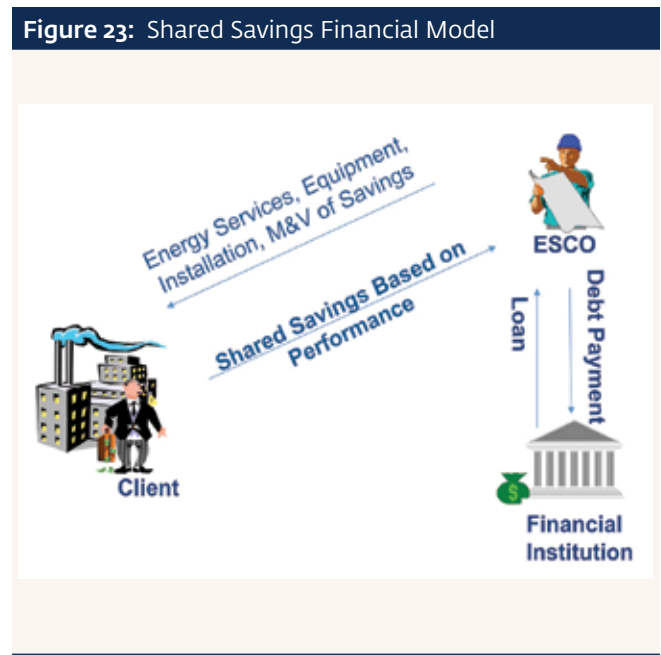 Figure 23: Shared Savings Financial Model
Energy Services, Equipment,
Installation, M&V of Savings
ESCO
Shared Savings Based on
Performance
Loan
Debt Payment
Client
$
Financial
Institution